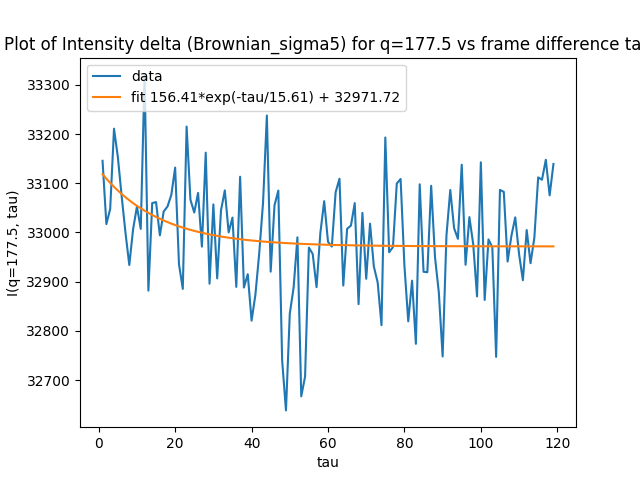 Plot of Intensity delta (Brownian_sigma5) for q=177.5 vs frame difference ta
data
fit 156.41*exp(-tau/15.61) + 32971.72
I(q=177.5, tau)
33300
33200
33100
33000
32900
32800
32700
0 20 40 60 80 100 120
tau